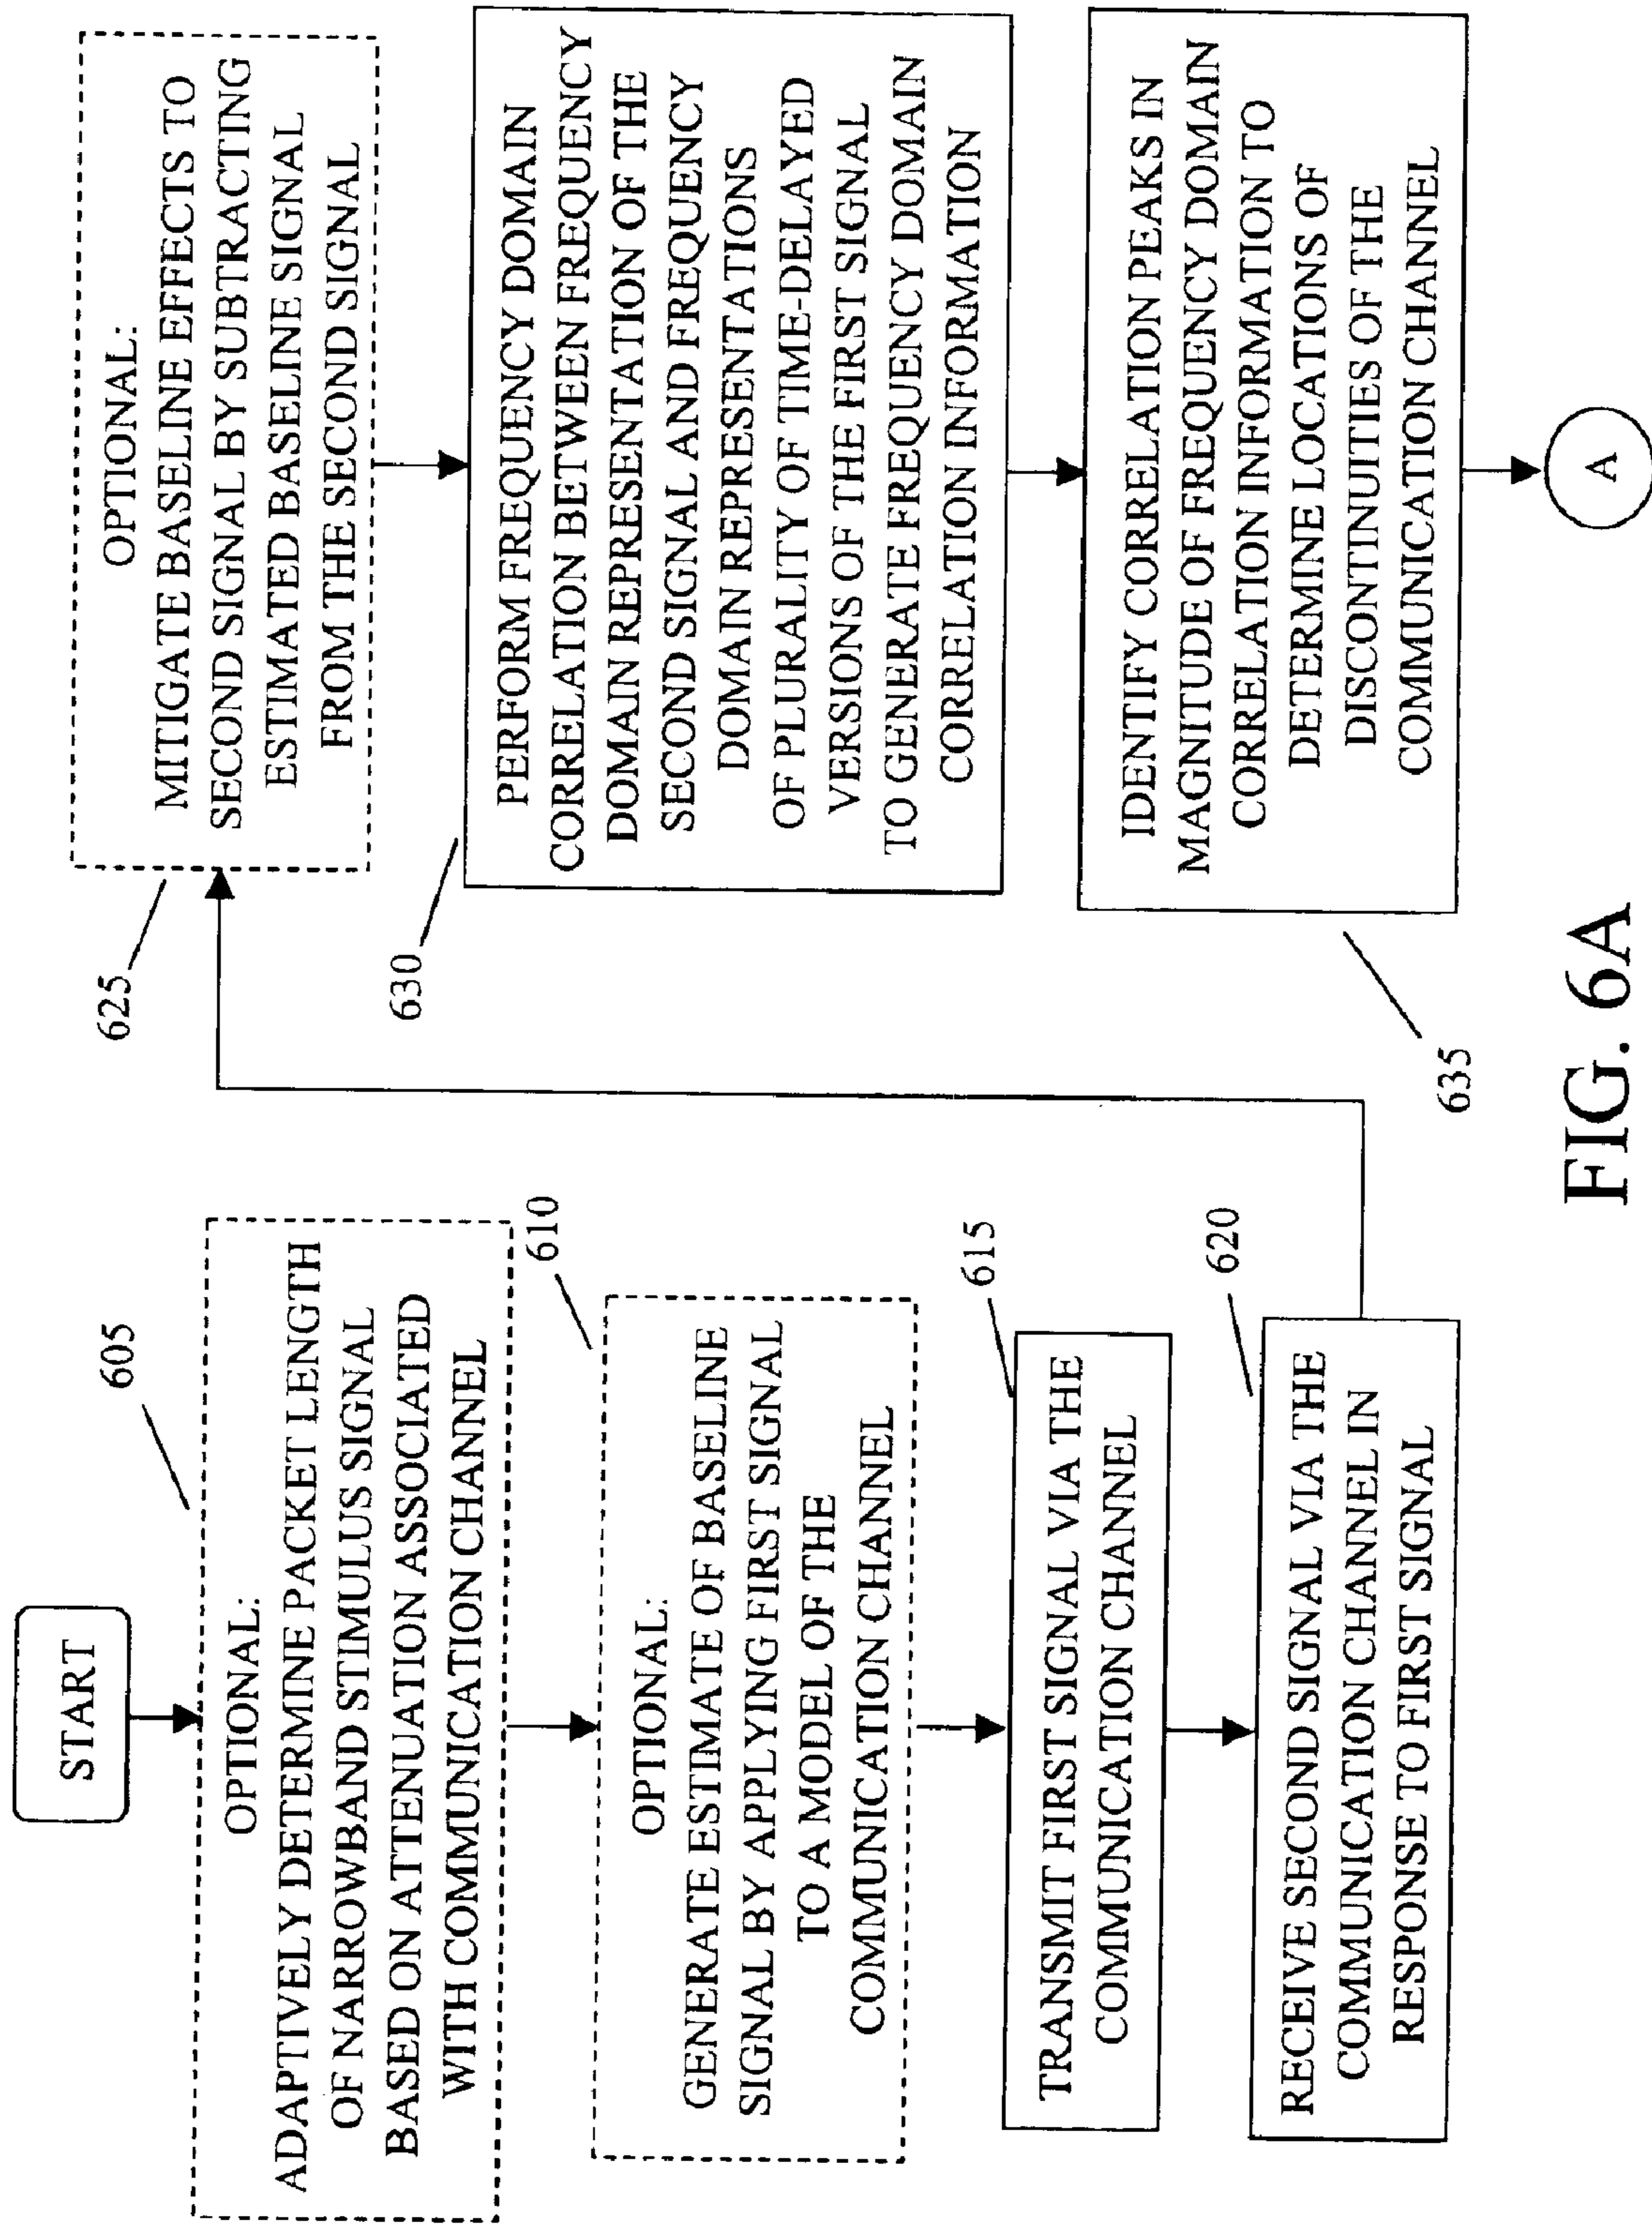 START
605
OPTIONAL:
ADAPTIVELY DETERMINE PACKET LENGTH
OF NARROWBAND STIMULUS SIGNAL
BASED ON ATTENUATION ASSOCIATED
WITH COMMUNICATION CHANNEL
610
OPTIONAL:
GENERATE ESTIMATE OF BASELINE
SIGNAL BY APPLYING FIRST SIGNAL
TO A MODEL OF THE
COMMUNICATION CHANNEL
615
TRANSMIT FIRST SIGNAL VIA THE
COMMUNICATION CHANNEL
620
RECEIVE SECOND SIGNAL VIA THE
COMMUNICATION CHANNEL IN
RESPONSE TO FIRST SIGNAL
625
OPTIONAL:
MITIGATE BASELINE EFFECTS TO
SECOND SIGNAL BY SUBTRACTING
ESTIMATED BASELINE SIGNAL
FROM THE SECOND SIGNAL
630
PERFORM FREQUENCY DOMAIN
CORRELATION BETWEEN FREQUENCY
DOMAIN REPRESENTATION OF THE
SECOND SIGNAL AND FREQUENCY
DOMAIN REPRESENTATIONS
OF PLURALITY OF TIME-DELAYED
VERSIONS OF THE FIRST SIGNAL
TO GENERATE FREQUENCY DOMAIN
CORRELATION INFORMATION
635
IDENTIFY CORRELATION PEAKS IN
MAGNITUDE OF FREQUENCY DOMAIN
CORRELATION INFORMATION TO
DETERMINE LOCATIONS OF
DISCONTINUITIES OF THE
COMMUNICATION CHANNEL
A
FIG. 6A